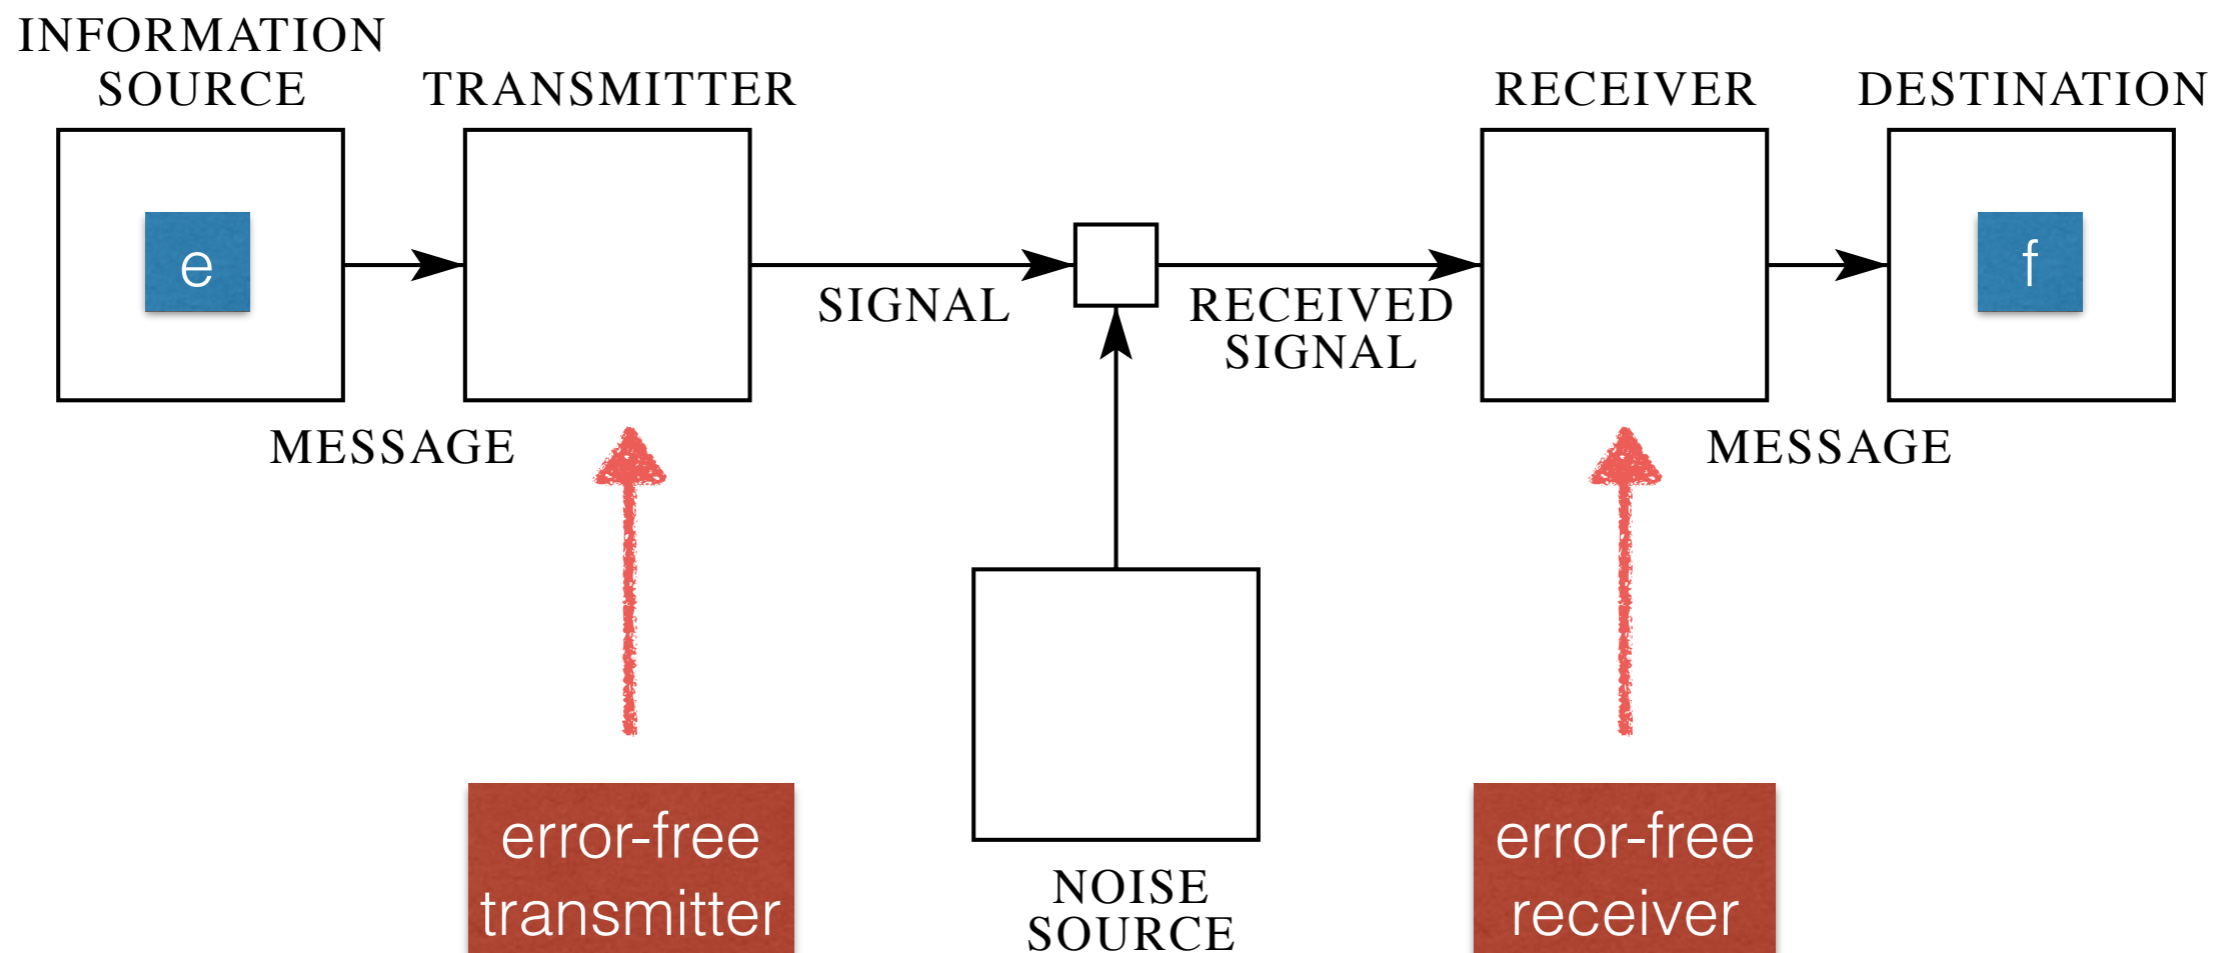 INFORMATION
SOURCE
TRANSMITTER
RECEIVER
DESTINATION
e
f
SIGNAL
RECEIVED
SIGNAL
MESSAGE
MESSAGE
error-free
transmitter
NOISE
SOURCE
error-free
receiver